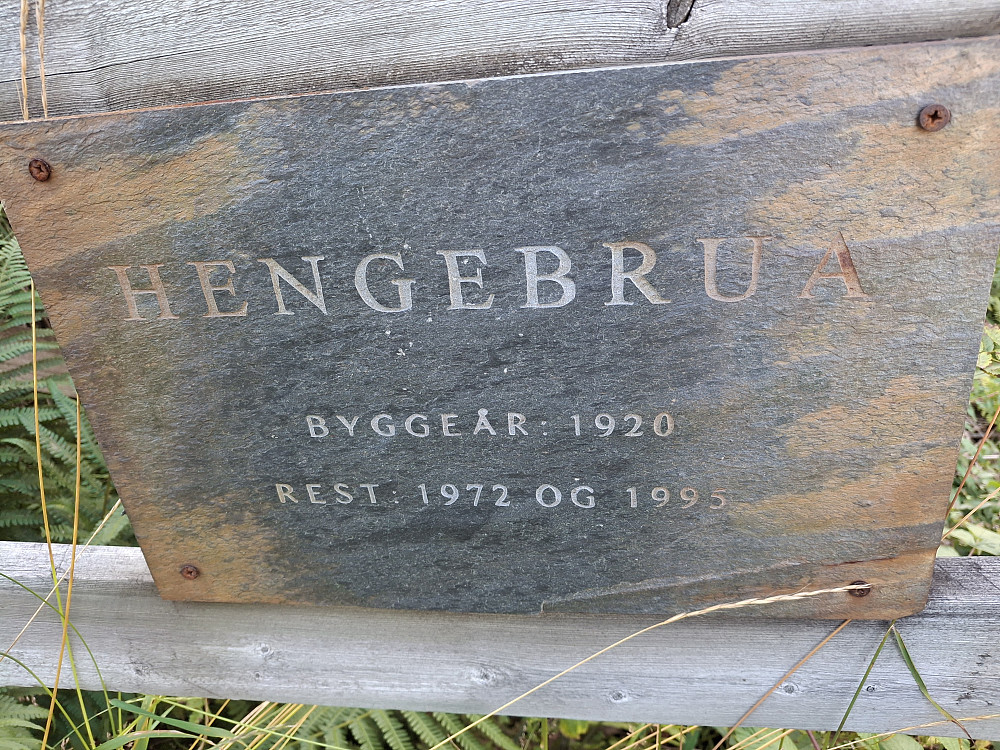 HENGEBRUA
BYGGEÅR: 1920
REST: 1972 OG 1995